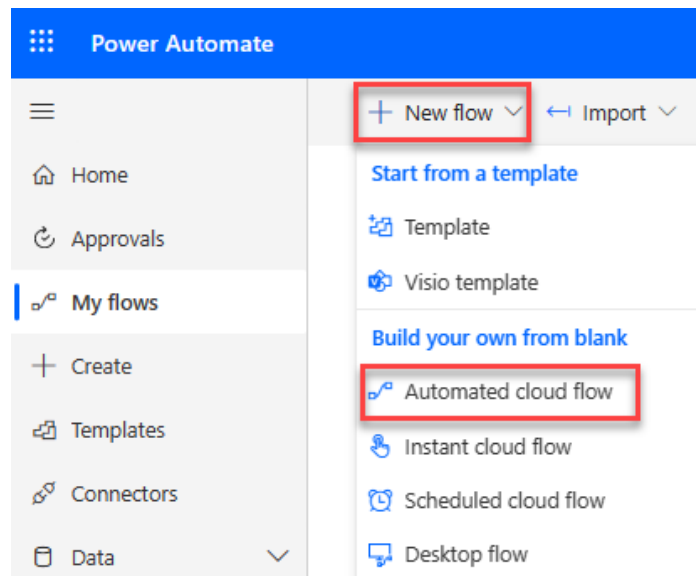 Power Automate
New flow
Import
Home
Approvals
My flows
Create
Templates
Connectors
Data
Start from a template
Template
Visio template
Build your own from blank
Automated cloud flow
Instant cloud flow
Scheduled cloud flow
Desktop flow